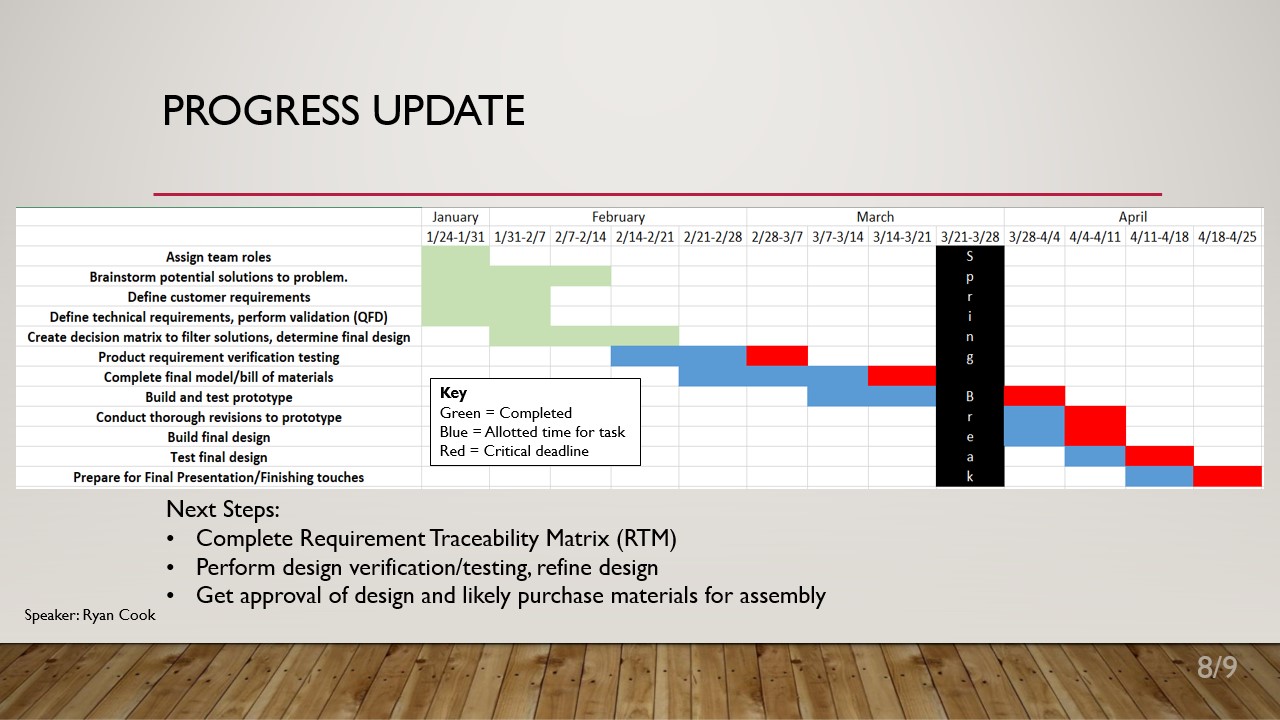 PROGRESS UPDATE
January February March April
1/24-1/31 1/31-2/7 2/7-2/14 2/14-2/21 2/21-2/28 2/28-3/7 3/7-3/14 3/14-3/21 3/21-3/28 3/28-4/4 4/4-4/11 4/11-4/18 4/18-4/25
Assign team roles
Brainstorm potential solutions to problem.
Define customer requirements
Define technical requirements, perform validation (QFD)
Create decision matrix to filter solutions, determine final design
Product requirement verification testing
Complete final model/bill of materials
Build and test prototype
Conduct thorough revisions to prototype
Build final design
Test final design
Prepare for Final Presentation/Finishing touches
Spring Break
Key
Green = Completed
Blue = Allotted time for task
Red = Critical deadline
Next Steps:
• Complete Requirement Traceability Matrix (RTM)
• Perform design verification/testing, refine design
• Get approval of design and likely purchase materials for assembly
Speaker: Ryan Cook
8/9